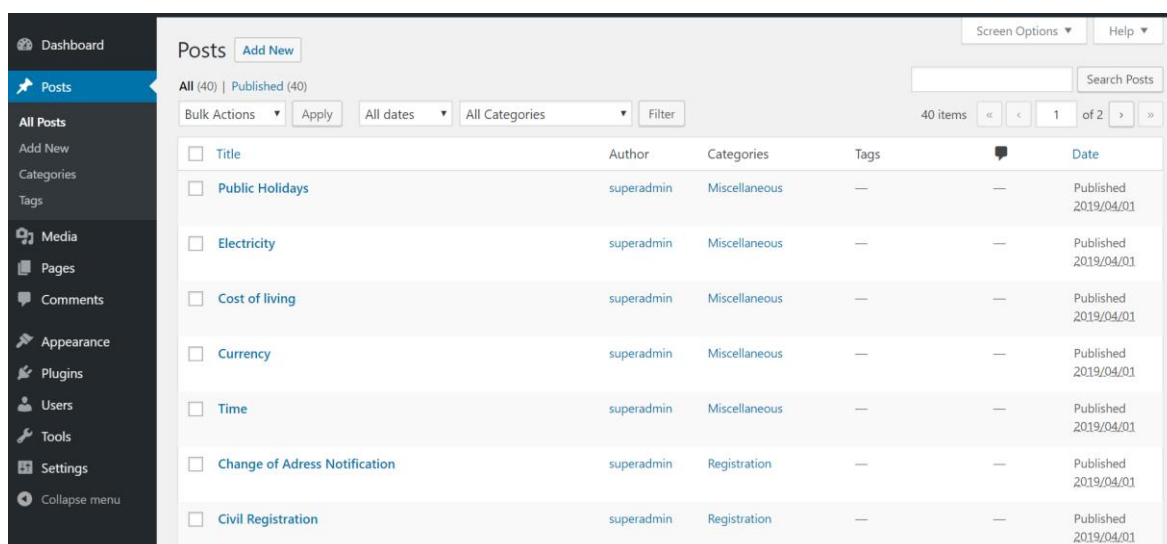 Dashboard
Posts
All Posts
Add New
Categories
Tags
Media
Pages
Comments
Appearance
Plugins
Users
Tools
Settings
Collapse menu
Screen Options ▼ Help ▼
Posts Add New
All (40) | Published (40)
Search Posts
Bulk Actions ▼ Apply All dates ▼ All Categories ▼ Filter 40 items « ‹ 1 of 2 › »
Title Author Categories Tags Date
Public Holidays superadmin Miscellaneous — — Published
2019/04/01
Electricity superadmin Miscellaneous — — Published
2019/04/01
Cost of living superadmin Miscellaneous — — Published
2019/04/01
Currency superadmin Miscellaneous — — Published
2019/04/01
Time superadmin Miscellaneous — — Published
2019/04/01
Change of Adress Notification superadmin Registration — — Published
2019/04/01
Civil Registration superadmin Registration — — Published
2019/04/01